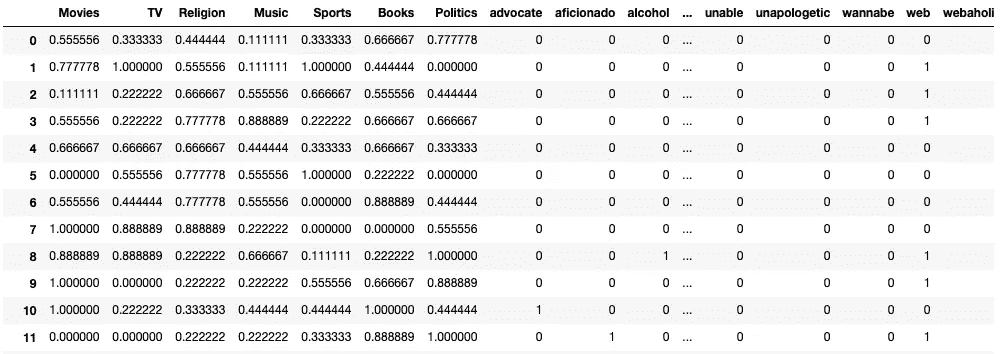 Movies TV Religion Music Sports Books Politics advocate aficionado alcohol ... unable unapologetic wannabe web webaholi
0 0.555556 0.333333 0.444444 0.111111 0.333333 0.666667 0.777778 0 0 0 ... 0 0 0 0
1 0.777778 1.000000 0.555556 0.111111 1.000000 0.444444 0.000000 0 0 0 ... 0 0 0 1
2 0.111111 0.222222 0.666667 0.555556 0.666667 0.555556 0.444444 0 0 0 ... 0 0 0 1
3 0.555556 0.222222 0.777778 0.888889 0.222222 0.666667 0.666667 0 0 0 ... 0 0 0 1
4 0.666667 0.666667 0.666667 0.444444 0.333333 0.666667 0.333333 0 0 0 ... 0 0 0 0
5 0.000000 0.555556 0.777778 0.555556 1.000000 0.222222 0.000000 0 0 0 ... 0 0 0 0
6 0.555556 0.444444 0.777778 0.555556 0.000000 0.888889 0.444444 0 0 0 ... 0 0 0 0
7 1.000000 0.888889 0.888889 0.222222 0.000000 0.000000 0.555556 0 0 0 ... 0 0 0 0
8 0.888889 0.888889 0.222222 0.666667 0.111111 0.222222 1.000000 0 0 1 ... 0 0 0 1
9 1.000000 0.000000 0.222222 0.222222 0.555556 0.666667 0.888889 0 0 0 ... 0 0 0 1
10 1.000000 0.222222 0.333333 0.444444 0.444444 1.000000 0.444444 1 0 0 ... 0 0 0 0
11 0.000000 0.000000 0.222222 0.222222 0.333333 0.888889 1.000000 0 1 0 ... 0 0 0 1